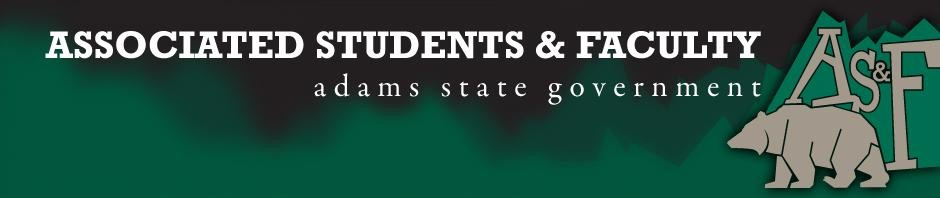 ASSOCIATED STUDENTS & FACULTY
adams state government
AS&F